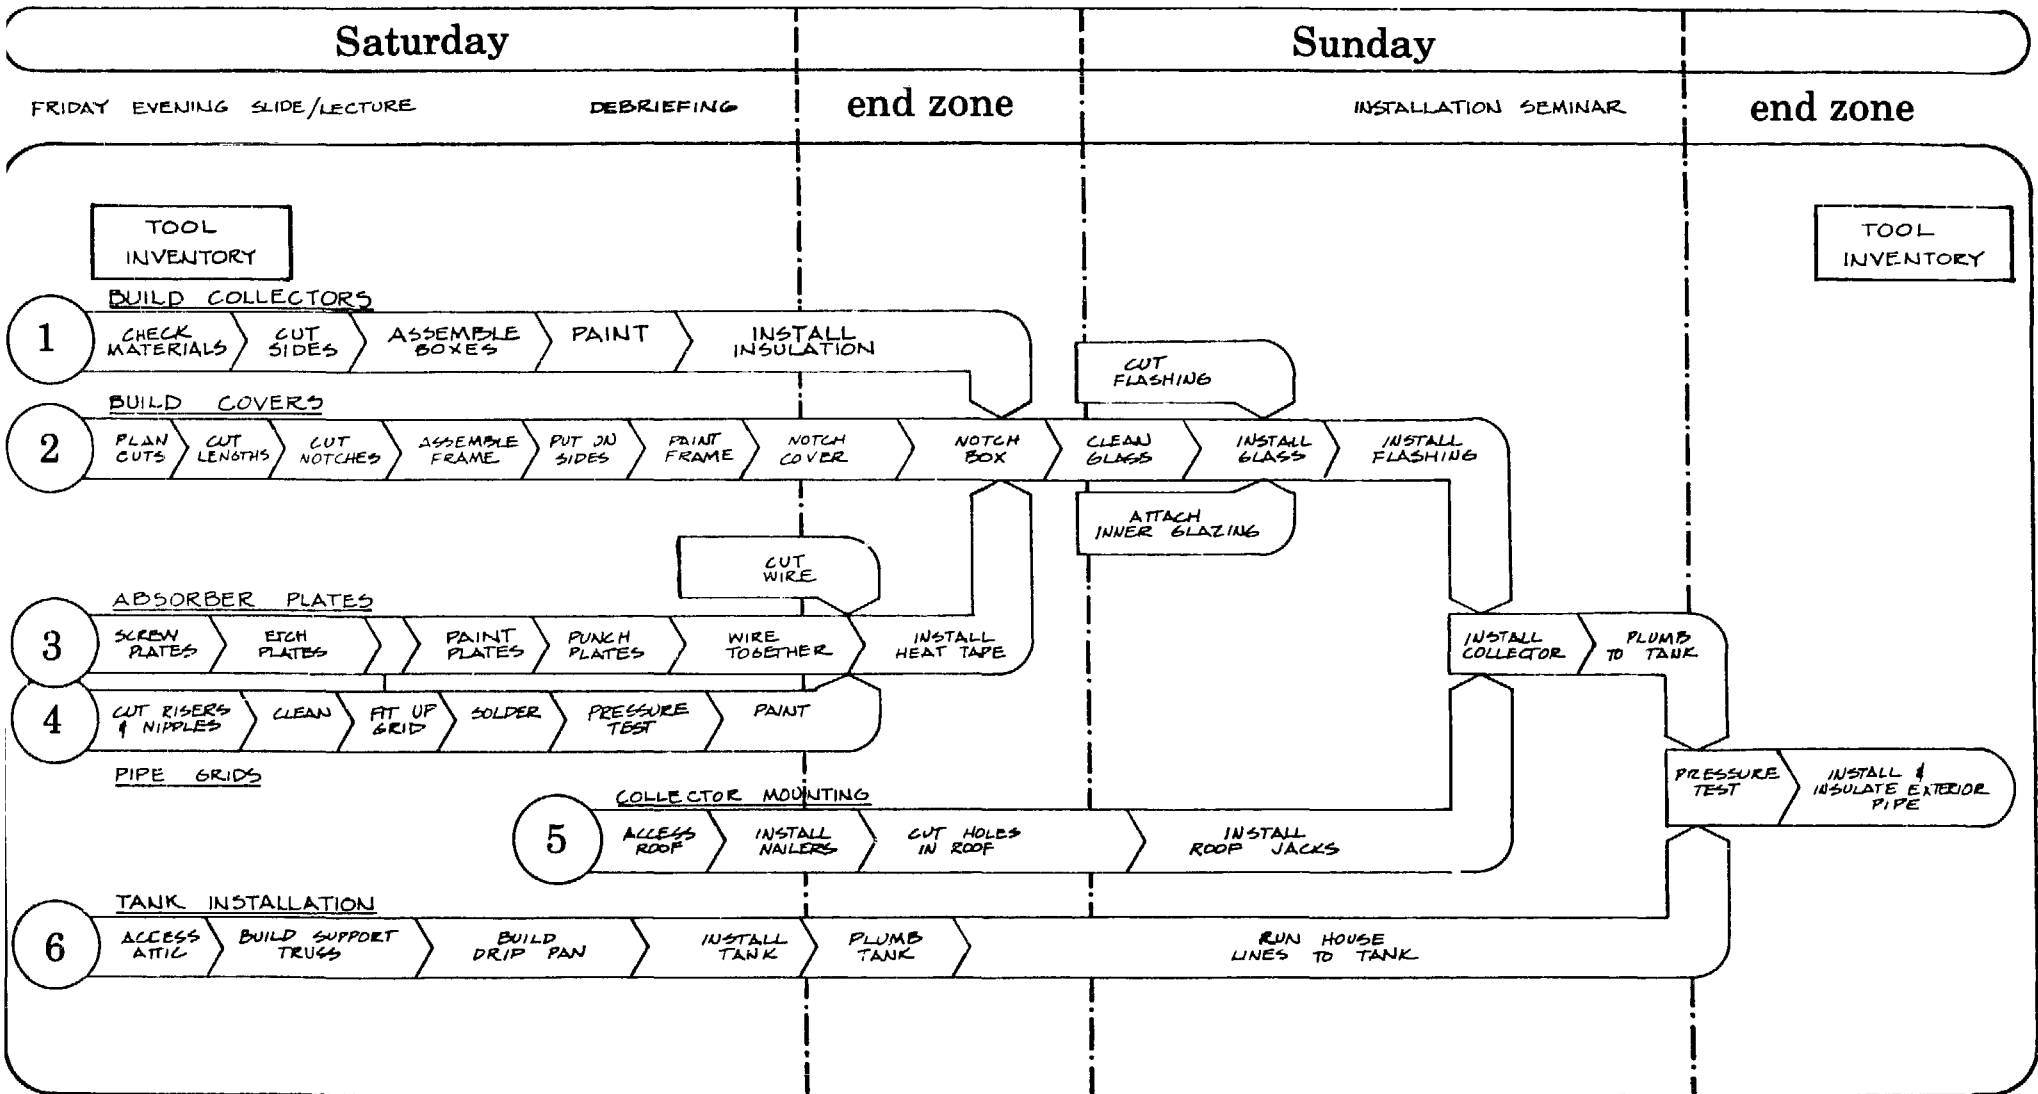 Saturday
Sunday
FRIDAY EVENING SLIDE/LECTURE
DEBRIEFING
end zone
INSTALLATION SEMINAR
end zone
TOOL
INVENTORY
TOOL
INVENTORY
BUILD COLLECTORS
1
CHECK
MATERIALS
CUT
SIDES
ASSEMBLE
BOXES
PAINT
INSTALL
INSULATION
CUT
FLASHING
BUILD COVERS
2
PLAN
CUTS
CUT
LENGTHS
CUT
NOTCHES
ASSEMBLE
FRAME
PUT ON
SIDES
PAINT
FRAME
NOTCH
COVER
NOTCH
BOX
CLEAN
GLASS
INSTALL
GLASS
INSTALL
FLASHING
ATTACH
INNER GLAZING
CUT
WIRE
ABSORBER PLATES
3
SCREW
PLATES
ETCH
PLATES
PAINT
PLATES
PUNCH
PLATES
WIRE
TOGETHER
INSTALL
HEAT TAPE
INSTALL
COLLECTOR
PLUMB
TO TANK
4
CUT RISERS
& NIPPLES
CLEAN
FIT UP
GRID
SOLDER
PRESSURE
TEST
PAINT
PIPE GRIDS
PRESSURE
TEST
INSTALL &
INSULATE EXTERIOR
PIPE
COLLECTOR MOUNTING
5
ACCESS
ROOF
INSTALL
NAILERS
CUT HOLES
IN ROOF
INSTALL
ROOF JACKS
TANK INSTALLATION
6
ACCESS
ATTIC
BUILD SUPPORT
TRUSS
BUILD
DRIP PAN
INSTALL
TANK
PLUMB
TANK
RUN HOUSE
LINES TO TANK